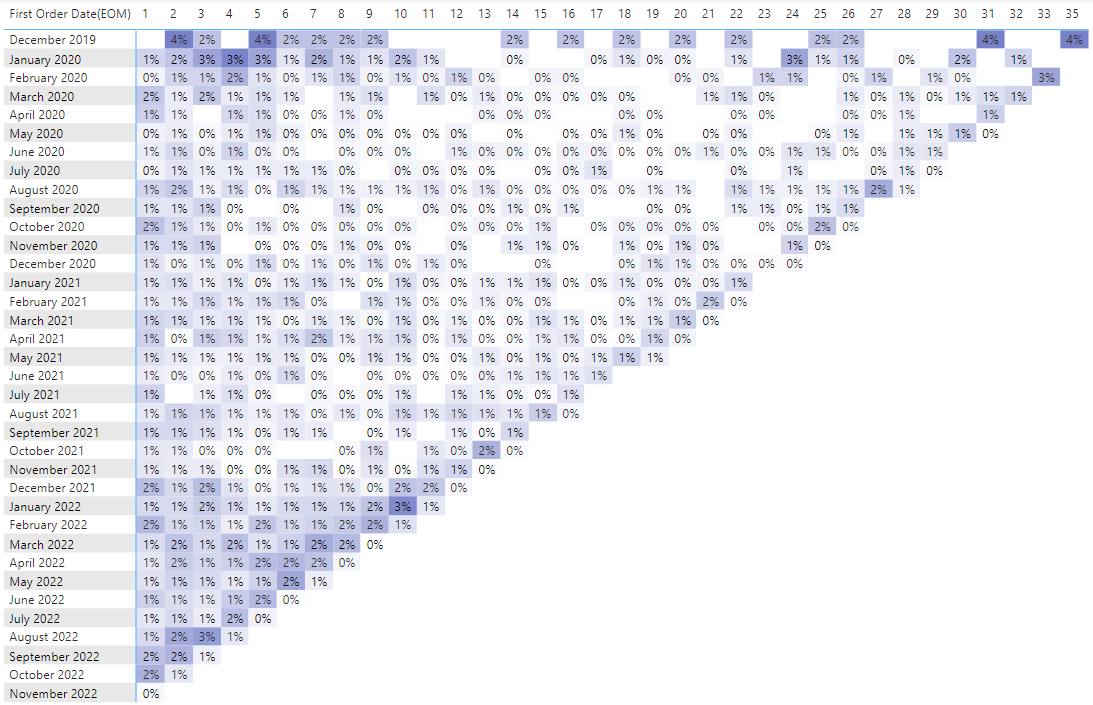 First Order Date(EOM) 1 2 3 4 5 6 7 8 9 10 11 12 13 14 15 16 17 18 19 20 21 22 23 24 25 26 27 28 29 30 31 32 33 35
December 2019 4% 2% 4% 2% 2% 2% 2% 2% 2% 2% 2% 2% 2% 2% 4% 4%
January 2020 1% 2% 3% 3% 3% 1% 2% 1% 1% 2% 1% 0% 0% 1% 0% 0% 1% 3% 1% 1% 0% 2% 1%
February 2020 0% 1% 1% 2% 1% 0% 1% 1% 0% 1% 0% 1% 0% 0% 0% 0% 0% 1% 1% 0% 1% 1% 0% 3%
March 2020 2% 1% 2% 1% 1% 1% 1% 1% 1% 0% 1% 0% 0% 0% 0% 0% 1% 1% 0% 1% 0% 1% 0% 1% 1% 1%
April 2020 1% 1% 1% 1% 0% 0% 1% 0% 0% 0% 0% 0% 0% 0% 0% 0% 0% 1% 1%
May 2020 0% 1% 0% 1% 1% 0% 0% 0% 0% 0% 0% 0% 0% 0% 0% 1% 0% 0% 0% 0% 1% 1% 1% 1% 0%
June 2020 1% 1% 0% 1% 0% 0% 0% 0% 0% 1% 0% 0% 0% 0% 0% 0% 0% 0% 1% 0% 0% 1% 1% 0% 0% 1% 1%
July 2020 0% 1% 1% 1% 1% 1% 1% 0% 0% 0% 0% 0% 0% 0% 1% 0% 0% 1% 0% 1% 0%
August 2020 1% 2% 1% 1% 0% 1% 1% 1% 1% 1% 1% 0% 1% 0% 0% 0% 0% 0% 1% 1% 1% 1% 1% 1% 1% 2% 1%
September 2020 1% 1% 1% 0% 0% 1% 0% 0% 0% 0% 1% 0% 1% 0% 0% 1% 1% 0% 1% 1%
October 2020 2% 1% 1% 0% 1% 0% 0% 0% 0% 0% 0% 0% 0% 1% 0% 0% 0% 0% 0% 0% 0% 2% 0%
November 2020 1% 1% 1% 0% 0% 0% 1% 0% 0% 0% 1% 1% 0% 1% 0% 1% 0% 1% 0%
December 2020 1% 0% 1% 0% 1% 0% 1% 0% 1% 0% 1% 0% 0% 0% 1% 1% 0% 0% 0% 0%
January 2021 1% 1% 1% 1% 0% 1% 1% 1% 0% 1% 0% 0% 1% 1% 1% 0% 0% 1% 0% 0% 0% 1%
February 2021 1% 1% 1% 1% 1% 1% 0% 1% 1% 0% 0% 1% 0% 0% 0% 1% 0% 2% 0%
March 2021 1% 1% 1% 1% 1% 0% 1% 1% 0% 1% 0% 1% 0% 0% 1% 1% 0% 1% 1% 1% 0%
April 2021 1% 0% 1% 1% 1% 1% 2% 1% 1% 1% 0% 1% 0% 0% 1% 0% 0% 0% 1% 0%
May 2021 1% 1% 1% 1% 1% 1% 0% 0% 1% 1% 0% 0% 1% 0% 1% 0% 1% 1% 1%
June 2021 1% 0% 0% 1% 0% 1% 0% 0% 0% 0% 0% 0% 1% 1% 1% 1%
July 2021 1% 1% 1% 0% 0% 0% 0% 1% 1% 1% 0% 0% 1%
August 2021 1% 1% 1% 1% 1% 1% 0% 1% 0% 1% 1% 1% 1% 1% 1% 0%
September 2021 1% 1% 1% 1% 0% 1% 1% 0% 1% 1% 0% 1%
October 2021 1% 1% 0% 0% 0% 0% 1% 1% 0% 2% 0%
November 2021 1% 1% 1% 0% 0% 1% 1% 0% 1% 0% 1% 1% 0%
December 2021 2% 1% 2% 1% 0% 1% 1% 1% 0% 2% 2% 0%
January 2022 1% 1% 2% 1% 1% 1% 1% 1% 2% 3% 1%
February 2022 2% 1% 1% 1% 2% 1% 1% 2% 2% 1%
March 2022 1% 2% 1% 2% 1% 1% 2% 2% 0%
April 2022 1% 2% 1% 1% 2% 2% 2% 0%
May 2022 1% 1% 1% 1% 1% 2% 1%
June 2022 1% 1% 1% 1% 2% 0%
July 2022 1% 1% 1% 2% 0%
August 2022 1% 2% 3% 1%
September 2022 2% 2% 1%
October 2022 2% 1%
November 2022 0%